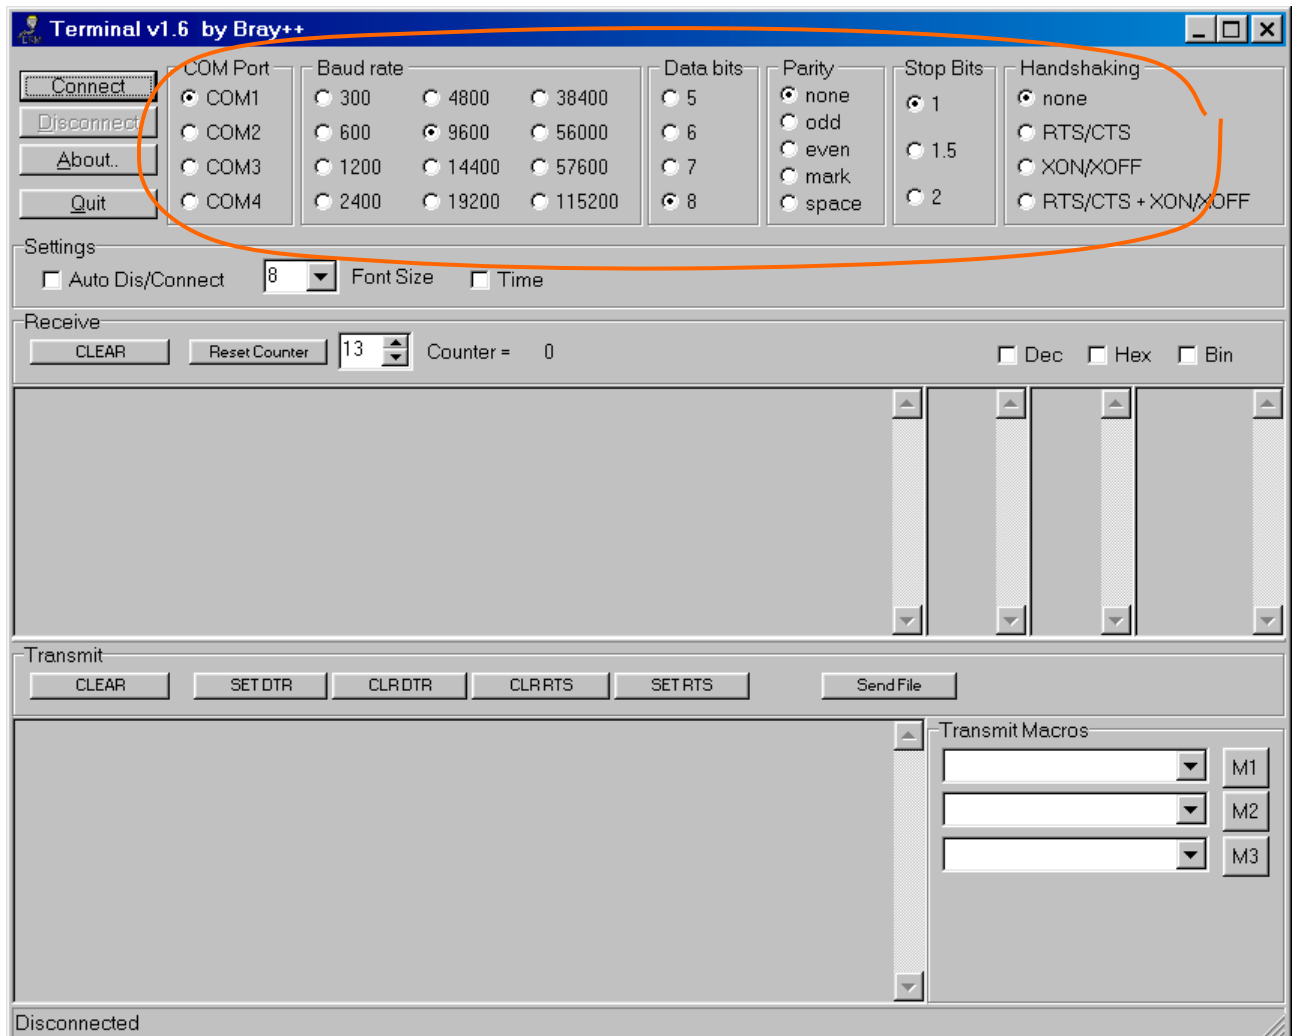 Terminal v1.6 by Bray++
Connect
Disconnect
About..
Quit
COM Port
COM1
COM2
COM3
COM4
Baud rate
300 4800 38400
600 9600 56000
1200 14400 57600
2400 19200 115200
Data bits
5
6
7
8
Parity
none
odd
even
mark
space
Stop Bits
1
1.5
2
Handshaking
none
RTS/CTS
XON/XOFF
RTS/CTS + XON/XOFF
Settings
Auto Dis/Connect 8 Font Size Time
Receive
CLEAR Reset Counter 13 Counter = 0 Dec Hex Bin
Transmit
CLEAR SET DTR CLR DTR CLR RTS SET RTS Send File
Transmit Macros
M1
M2
M3
Disconnected